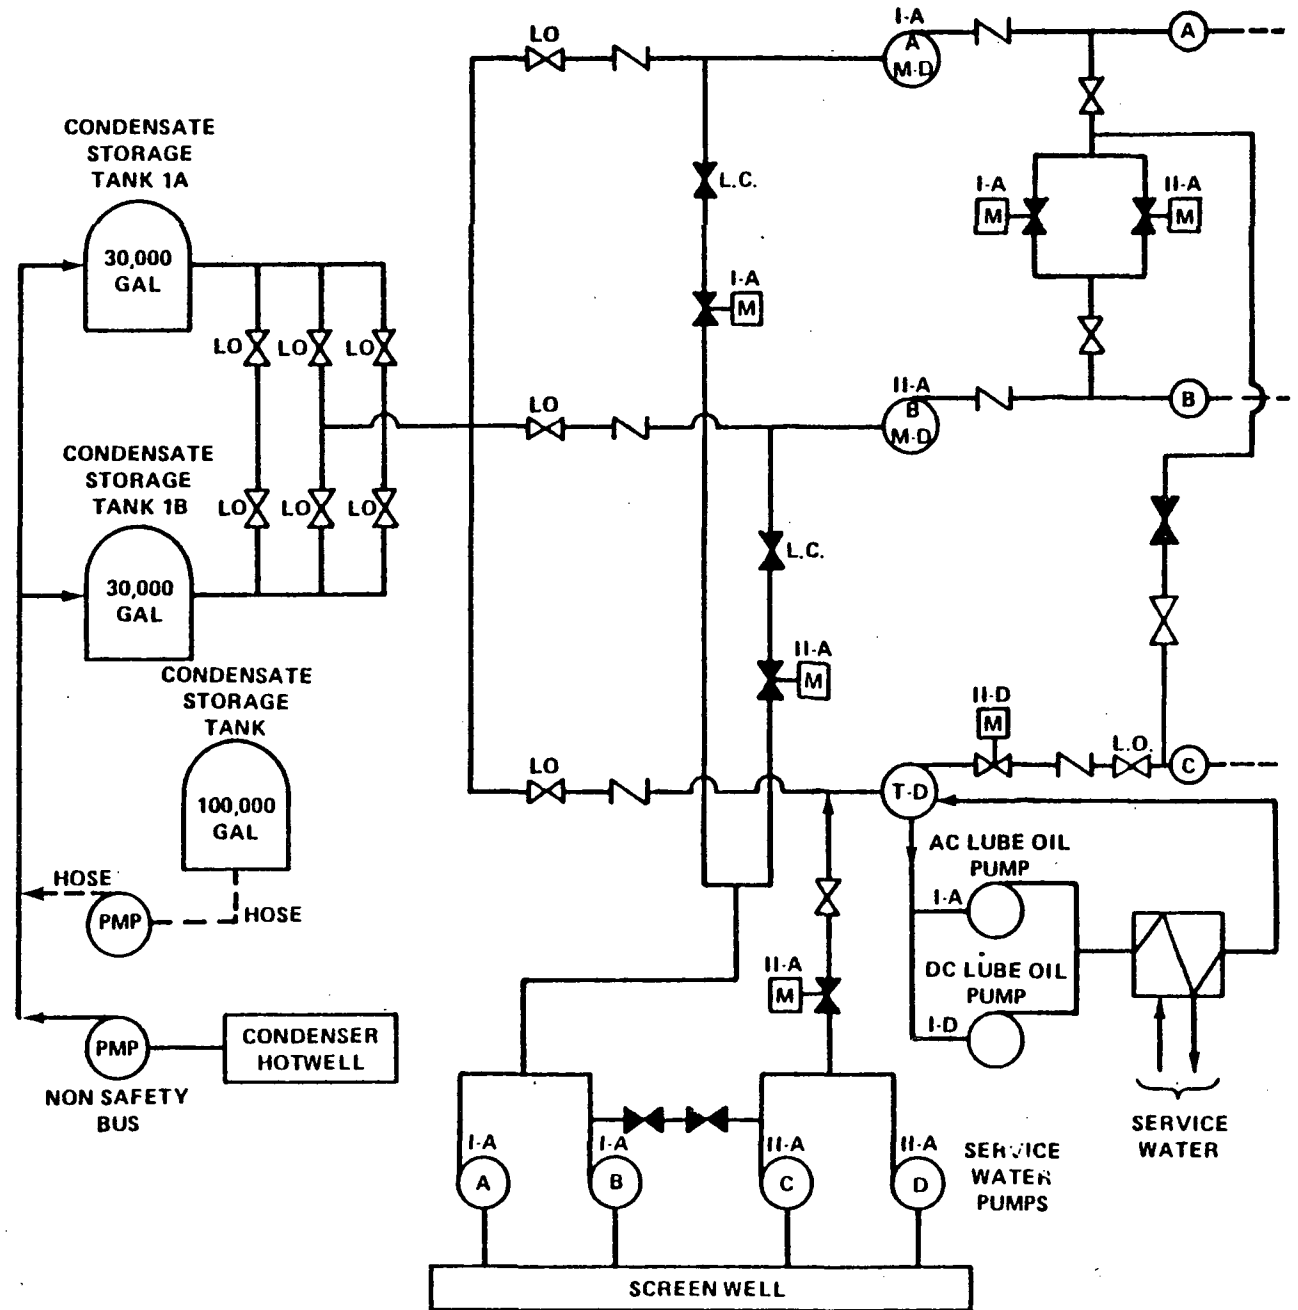 I-A
A
M-D
A
LO
CONDENSATE
STORAGE
TANK 1A
30,000
GAL
LO
LO
LO
L.C.
I-A
M
I-A
M
II-A
M
LO
II-A
B
M-D
B
CONDENSATE
STORAGE
TANK 1B
30,000
GAL
LO
LO
LO
L.C.
II-A
M
CONDENSATE
STORAGE
TANK
100,000
GAL
LO
II-D
M
L.O.
C
T-D
HOSE
PMP
HOSE
AC LUBE OIL
PUMP
I-A
DC LUBE OIL
PUMP
I-D
II-A
M
PMP
CONDENSER
HOTWELL
NON SAFETY
BUS
SERVICE
WATER
I-A
A
I-A
B
II-A
C
II-A
D
SERVICE
WATER
PUMPS
SCREEN WELL